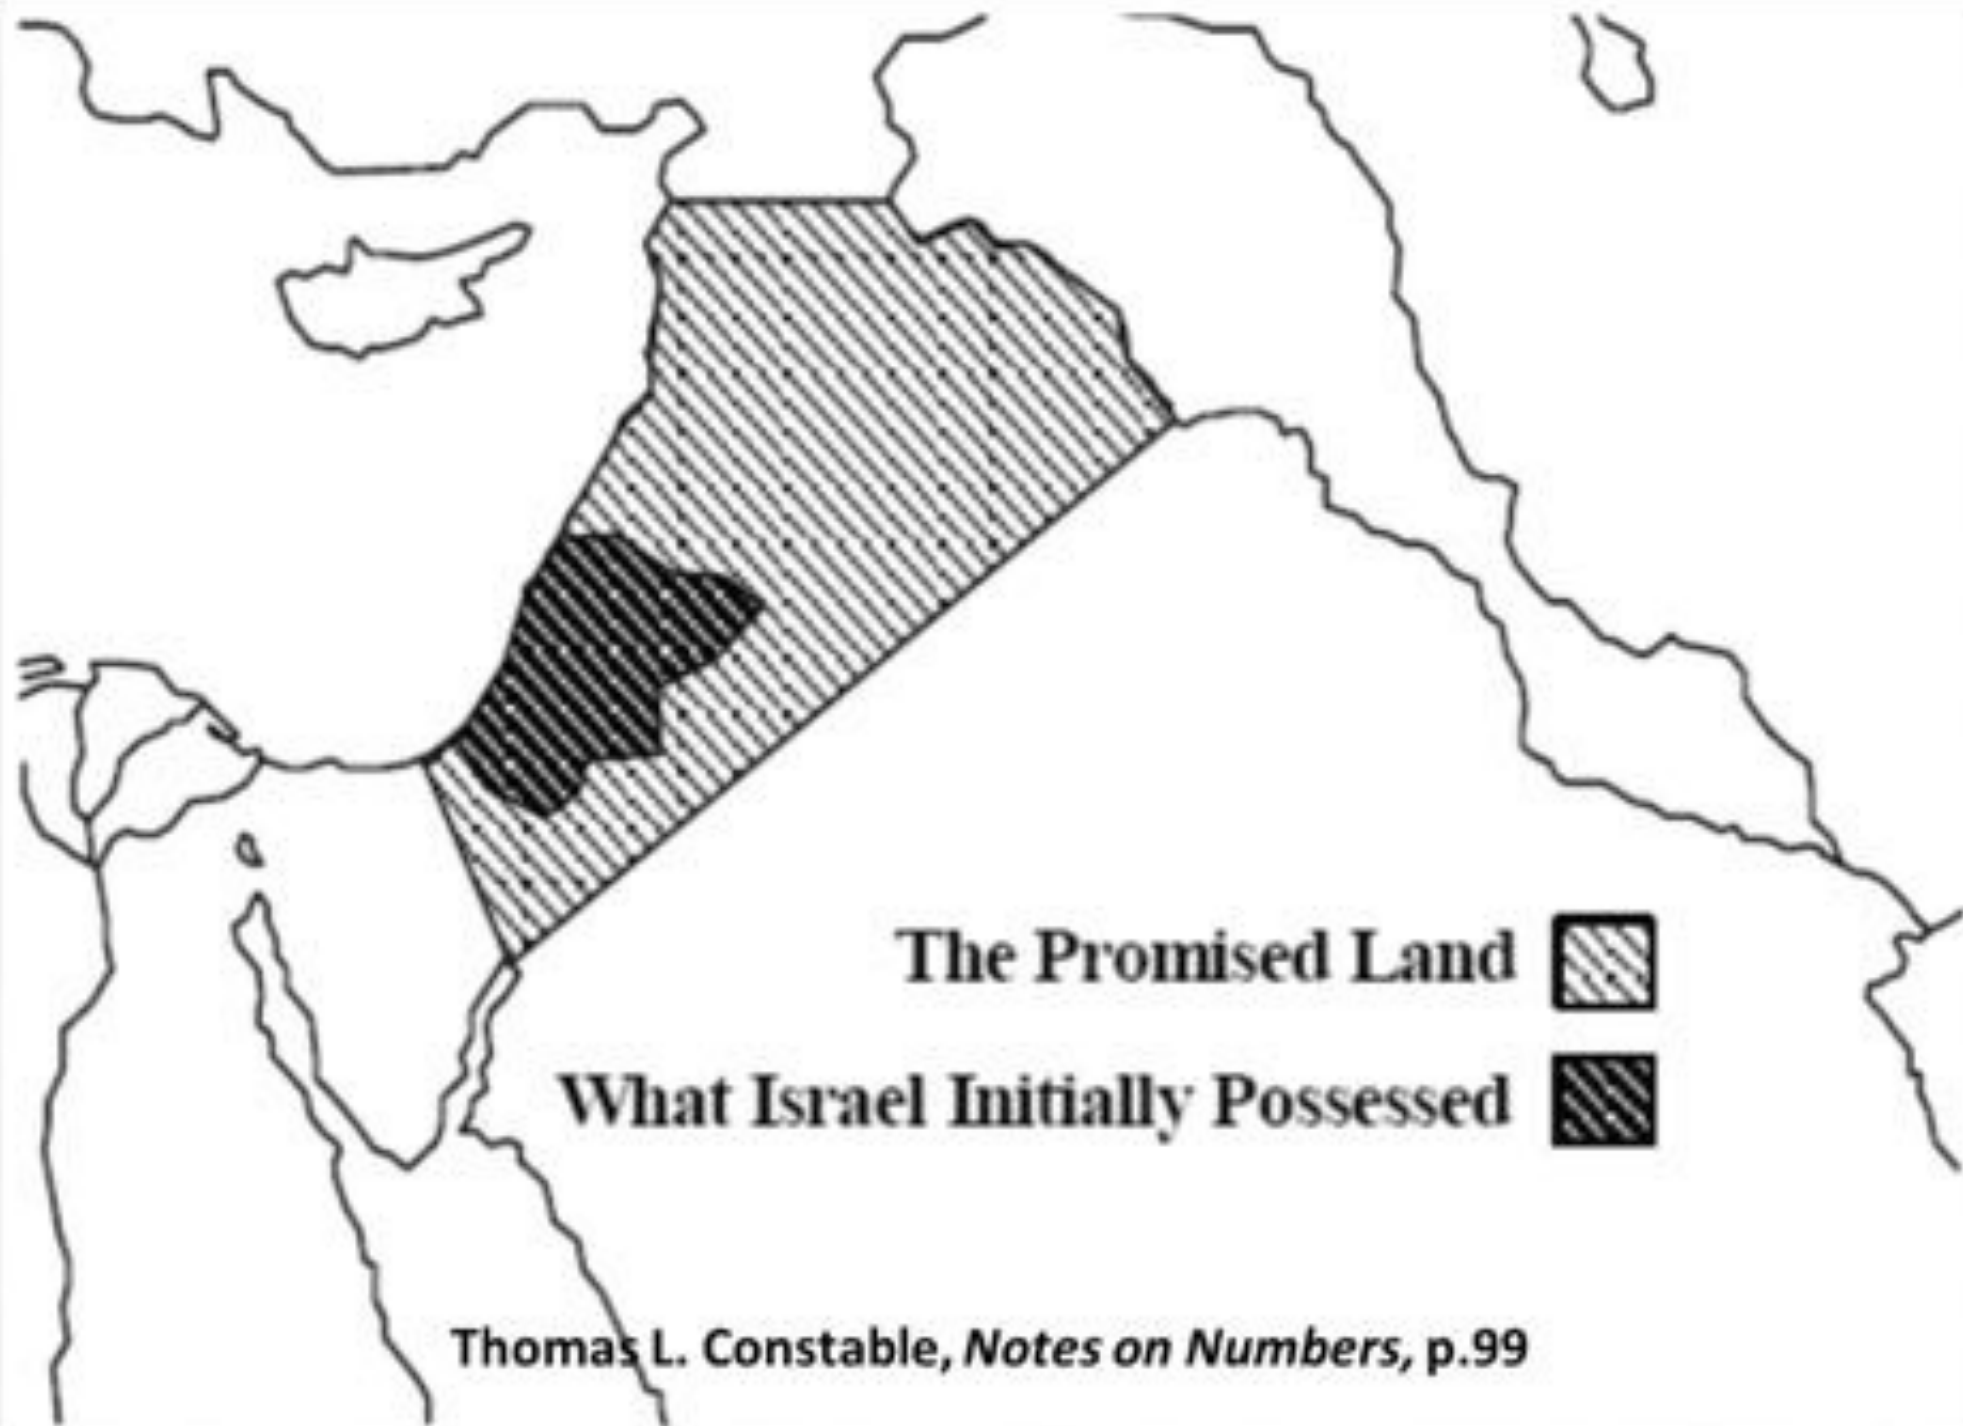 The Promised Land
What Israel Initially Possessed
Thomas L. Constable, Notes on Numbers, p.99